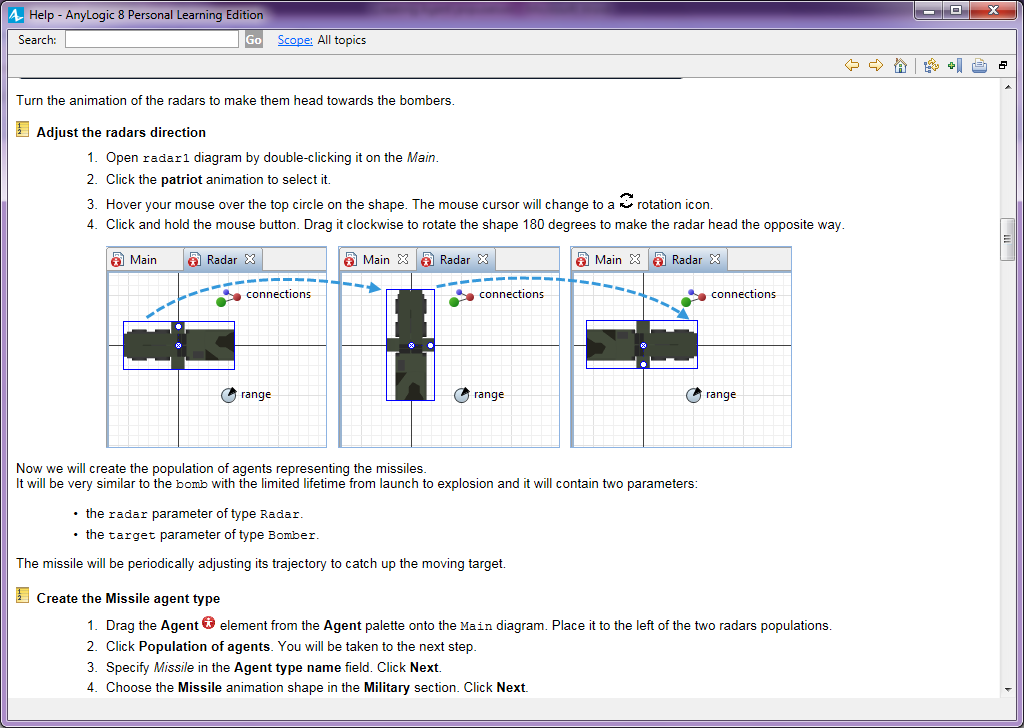 Help - AnyLogic 8 Personal Learning Edition
Search: Go Scope: All topics
Turn the animation of the radars to make them head towards the bombers.
Adjust the radars direction
1. Open radar1 diagram by double-clicking it on the Main.
2. Click the patriot animation to select it.
3. Hover your mouse over the top circle on the shape. The mouse cursor will change to a rotation icon.
4. Click and hold the mouse button. Drag it clockwise to rotate the shape 180 degrees to make the radar head the opposite way.
Main Radar Main Radar Main Radar
connections connections connections
range range range
Now we will create the population of agents representing the missiles.
It will be very similar to the bomb with the limited lifetime from launch to explosion and it will contain two parameters:
• the radar parameter of type Radar.
• the target parameter of type Bomber.
The missile will be periodically adjusting its trajectory to catch up the moving target.
Create the Missile agent type
1. Drag the Agent element from the Agent palette onto the Main diagram. Place it to the left of the two radars populations.
2. Click Population of agents. You will be taken to the next step.
3. Specify Missile in the Agent type name field. Click Next.
4. Choose the Missile animation shape in the Military section. Click Next.